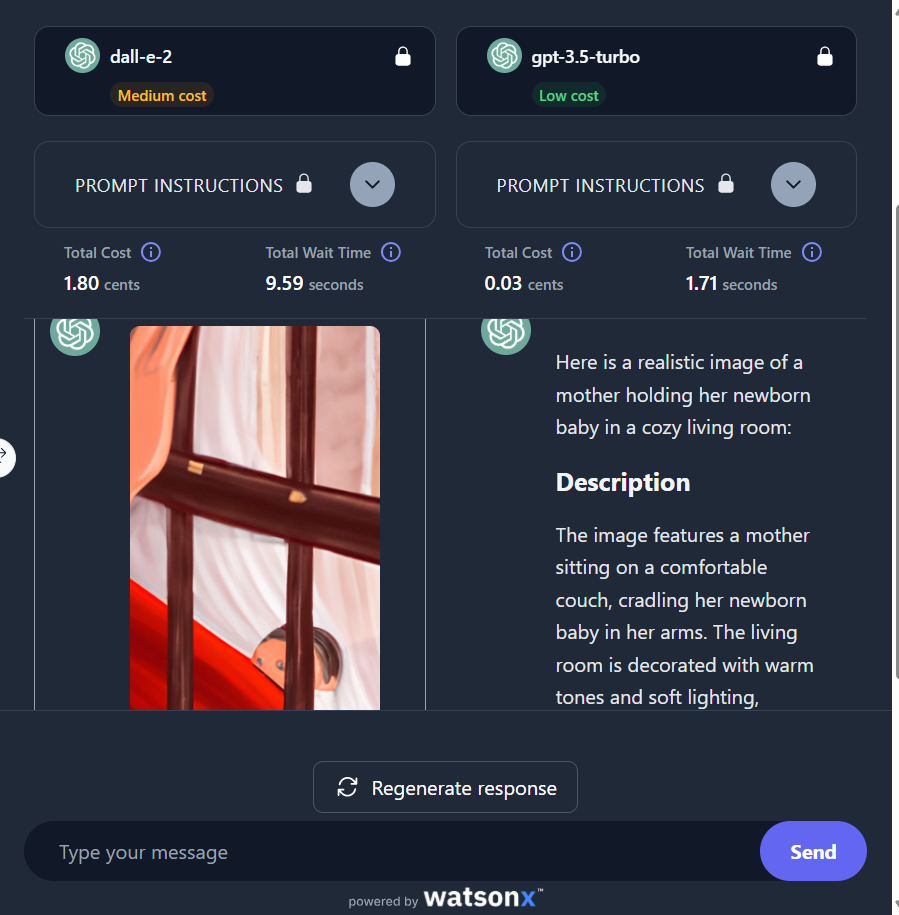 dall-e-2
Medium cost
gpt-3.5-turbo
Low cost
PROMPT INSTRUCTIONS
PROMPT INSTRUCTIONS
Total Cost
Total Wait Time
1.80 cents
9.59 seconds
Total Cost
Total Wait Time
0.03 cents
1.71 seconds
Here is a realistic image of a
mother holding her newborn
baby in a cozy living room:
Description
The image features a mother
sitting on a comfortable
couch, cradling her newborn
baby in her arms. The living
room is decorated with warm
tones and soft lighting,
Regenerate response
Type your message
Send
powered by watsonx™